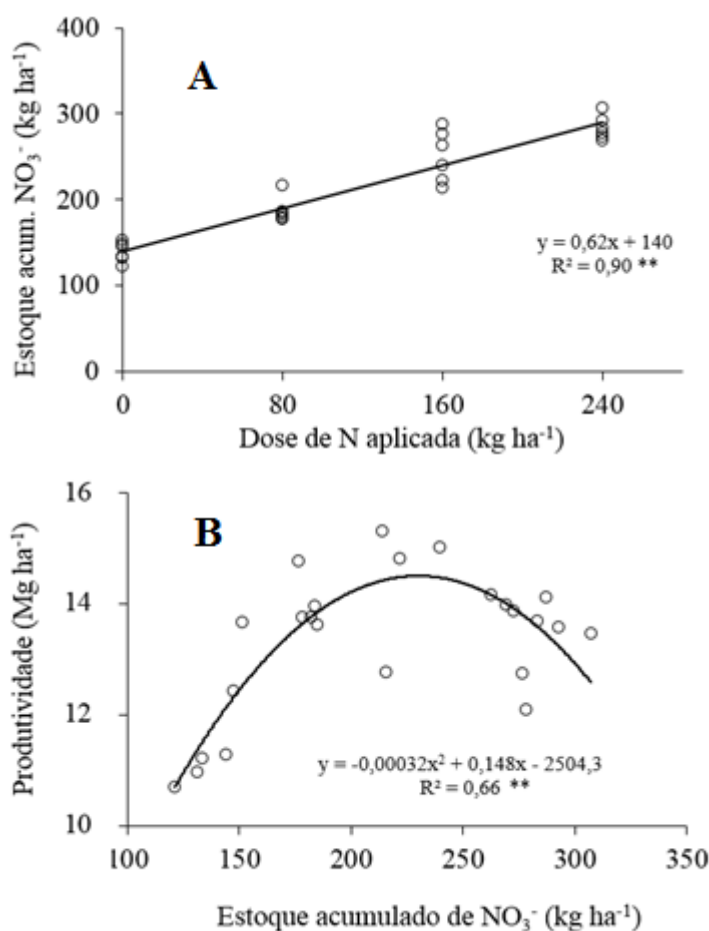 A
Estoque acum. NO₃⁻ (kg ha⁻¹)
400
300
200
100
0
y = 0,62x + 140
R² = 0,90 **
0 80 160 240
Dose de N aplicada (kg ha⁻¹)
B
Produtividade (Mg ha⁻¹)
16
14
12
10
y = -0,00032x² + 0,148x - 2504,3
R² = 0,66 **
100 150 200 250 300 350
Estoque acumulado de NO₃⁻ (kg ha⁻¹)